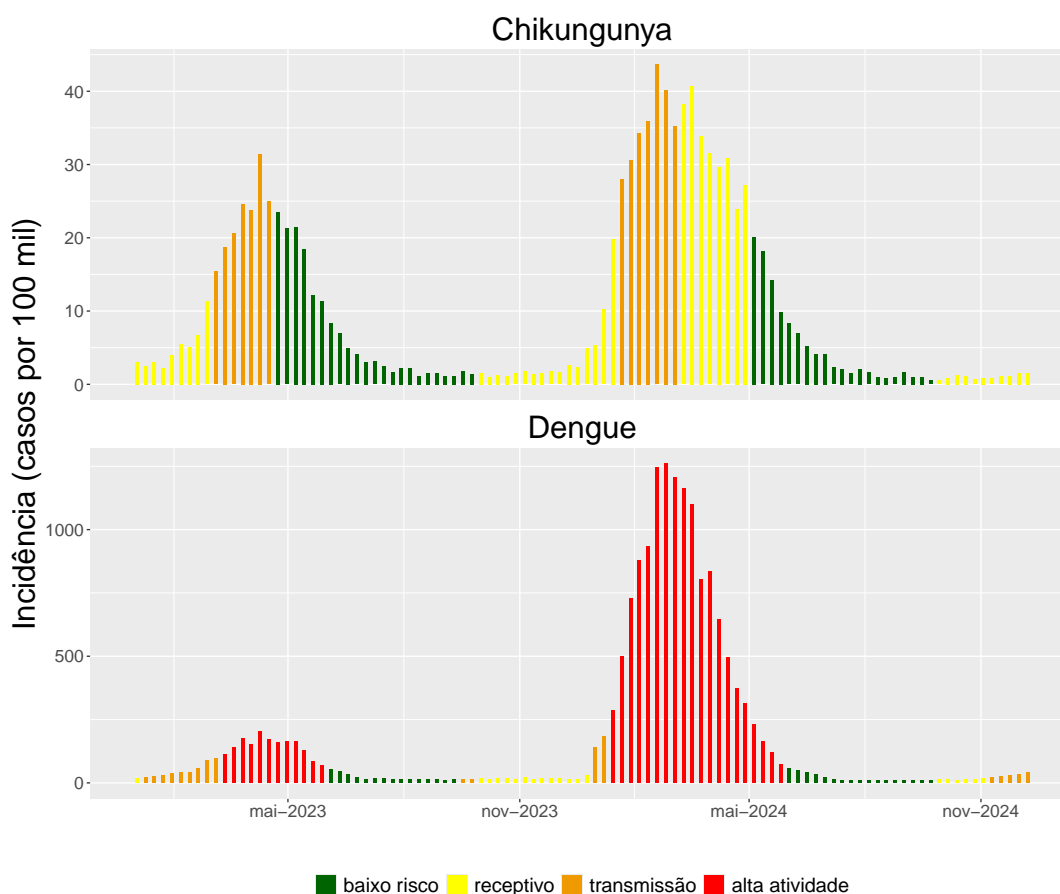 Chikungunya
40
30
20
10
0
Dengue
1000
500
0
Incidência (casos por 100 mil)
mai–2023 nov–2023 mai–2024 nov–2024
baixo risco receptivo transmissão alta atividade